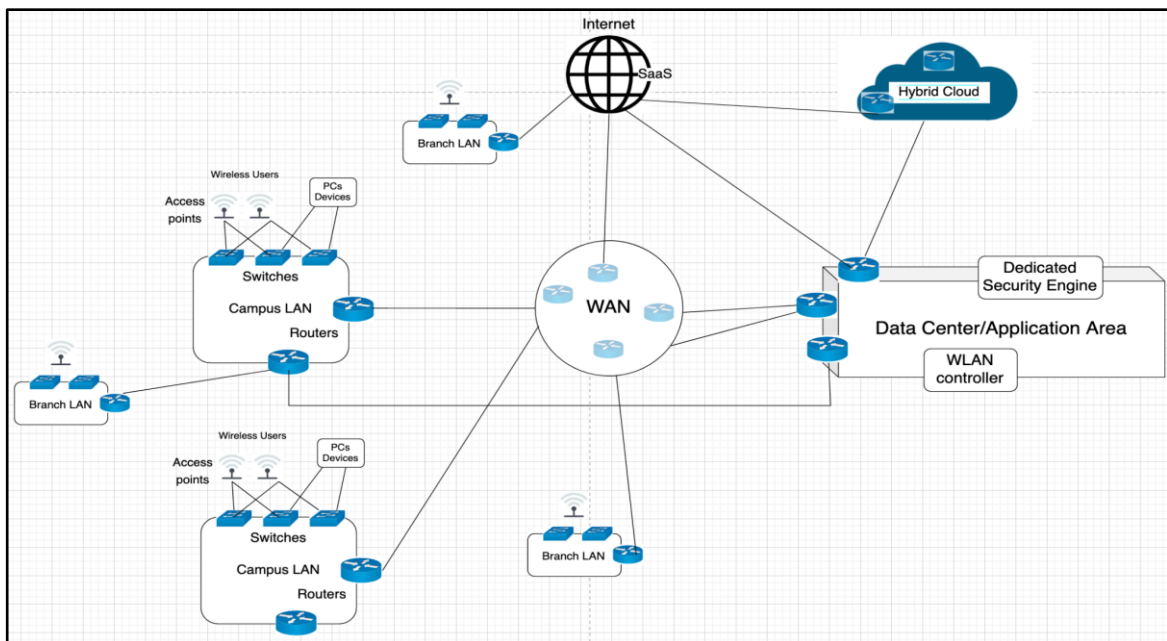 Internet
SaaS
Hybrid Cloud
Branch LAN
Wireless Users
PCs
Devices
Access
points
Switches
Campus LAN
Routers
WAN
Dedicated
Security Engine
Data Center/Application Area
WLAN
controller
Branch LAN
Wireless Users
PCs
Devices
Access
points
Switches
Campus LAN
Routers
Branch LAN